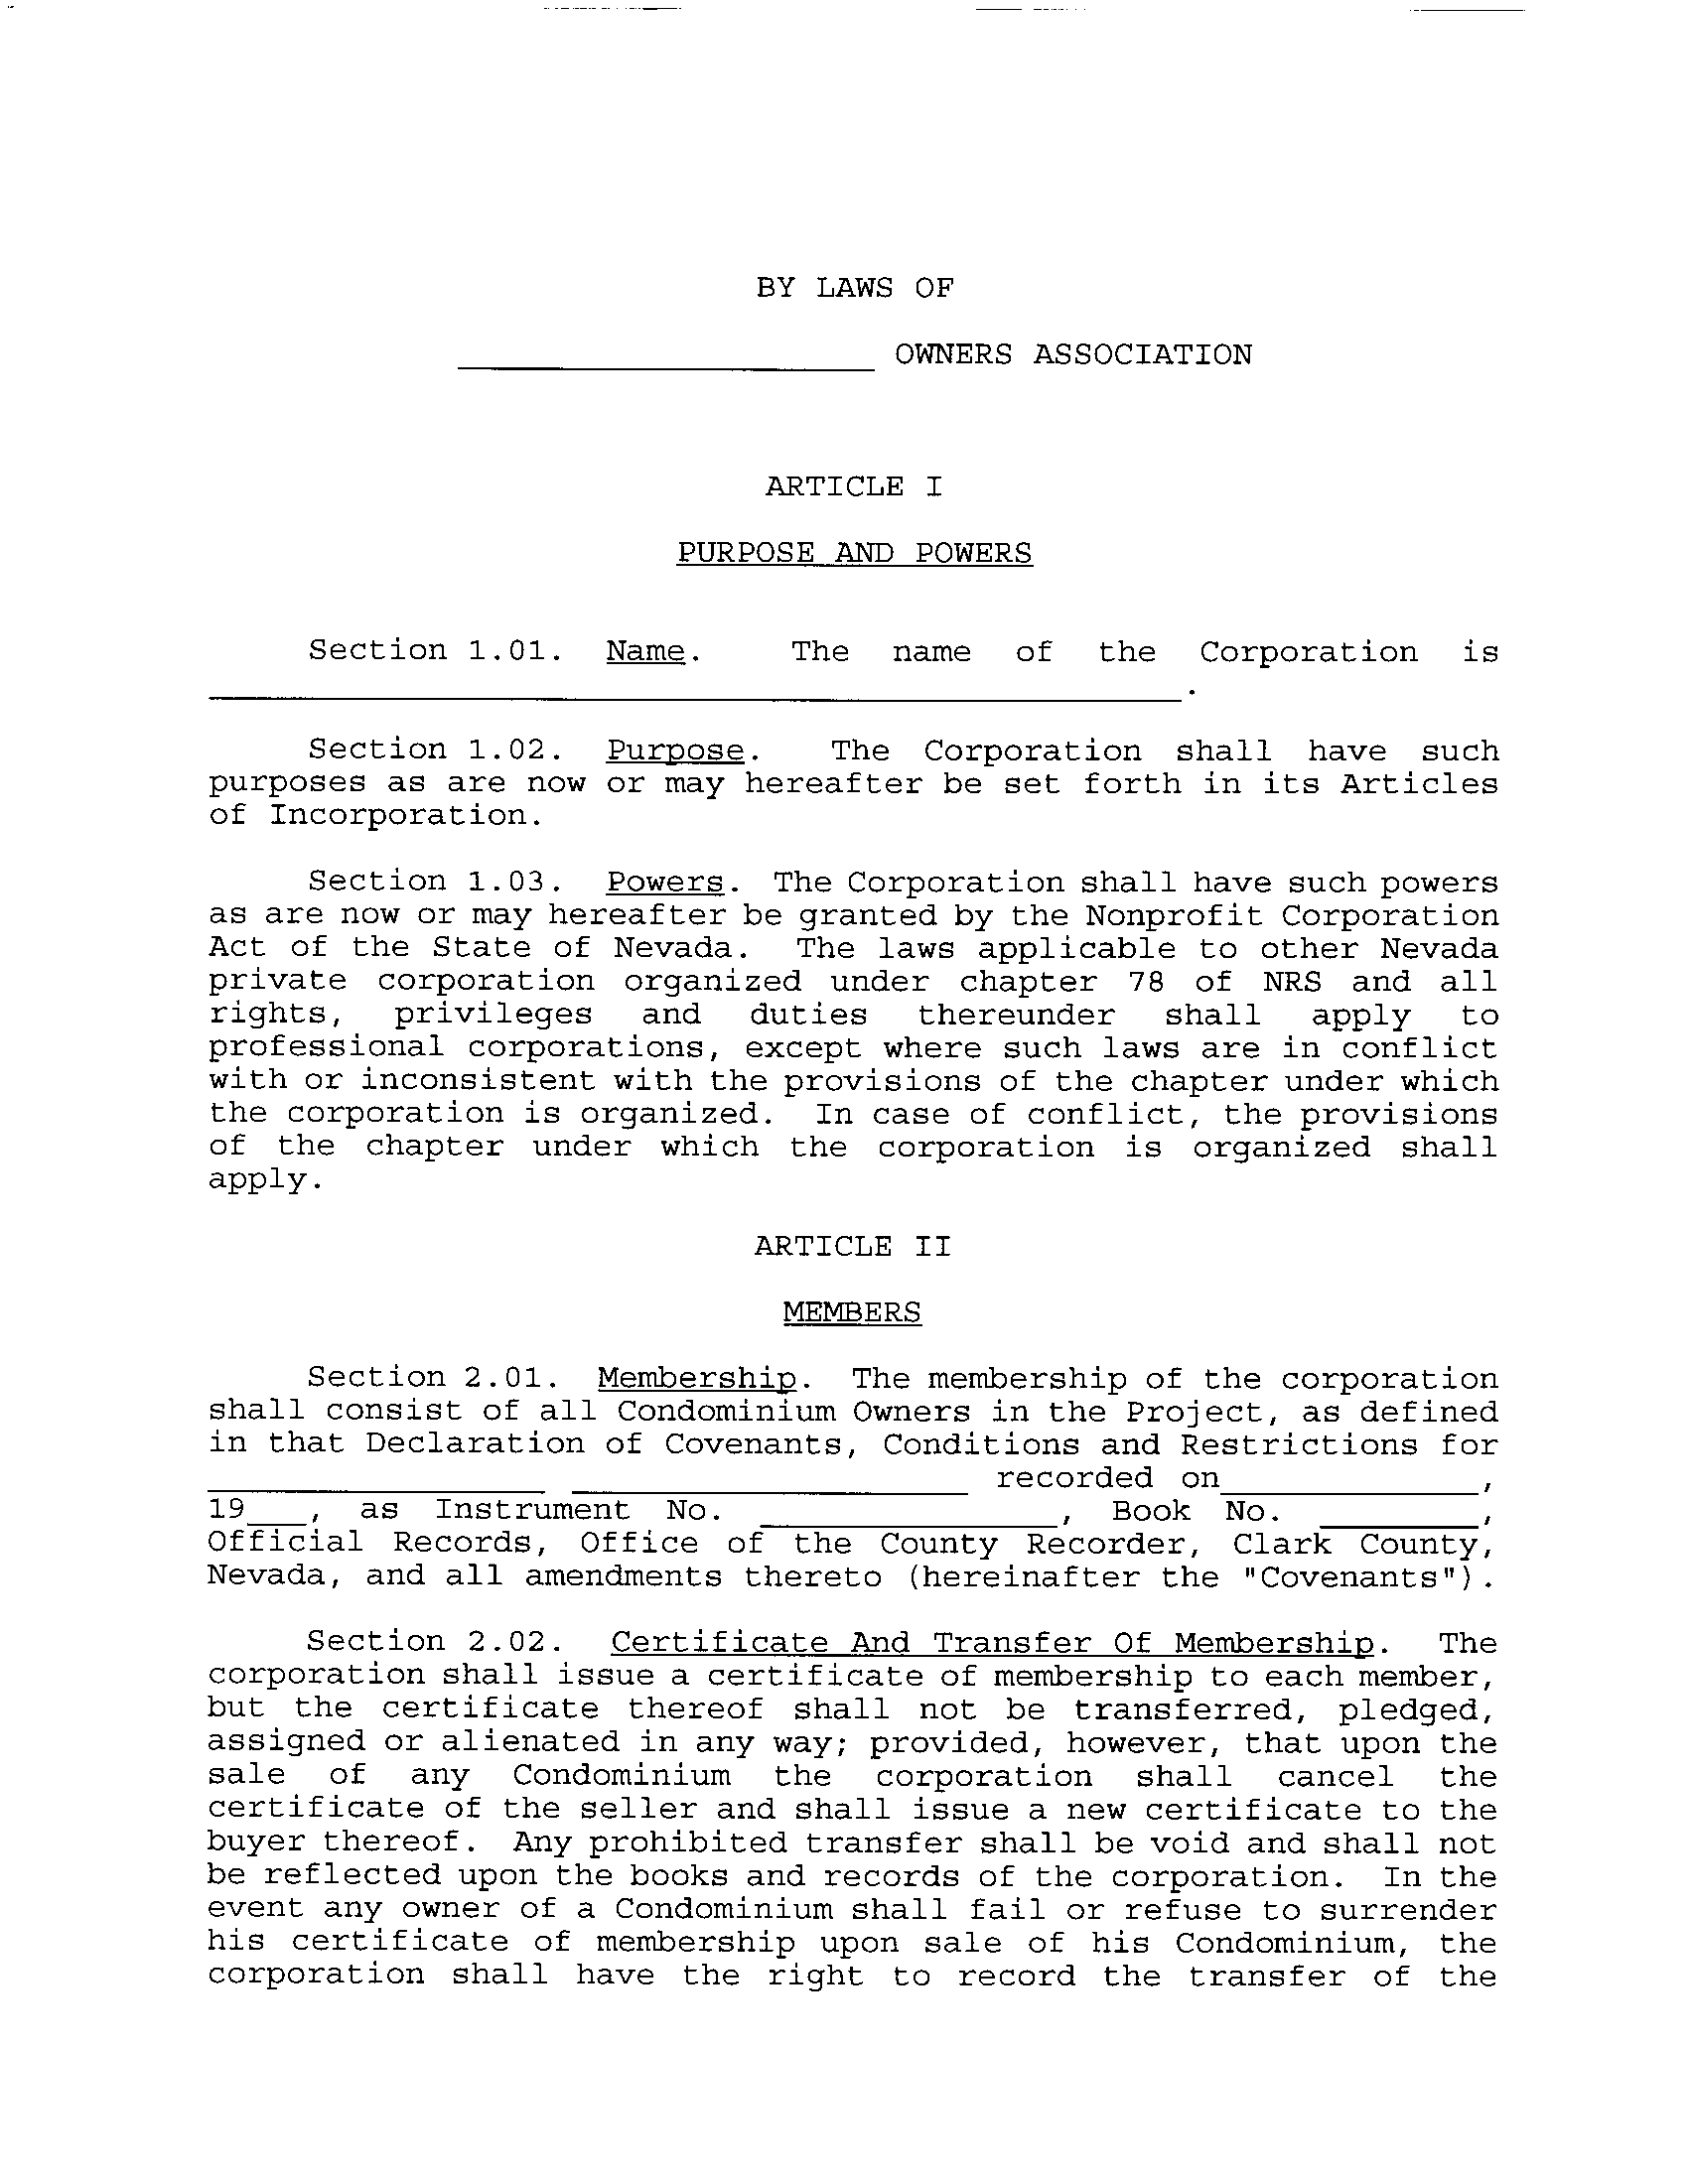 BY LAWS OF
____________________ OWNERS ASSOCIATION
ARTICLE I
PURPOSE AND POWERS
Section 1.01. Name. The name of the Corporation is
____________________.
Section 1.02. Purpose. The Corporation shall have such
purposes as are now or may hereafter be set forth in its Articles
of Incorporation.
Section 1.03. Powers. The Corporation shall have such powers
as are now or may hereafter be granted by the Nonprofit Corporation
Act of the State of Nevada. The laws applicable to other Nevada
private corporation organized under chapter 78 of NRS and all
rights, privileges and duties thereunder shall apply to
professional corporations, except where such laws are in conflict
with or inconsistent with the provisions of the chapter under which
the corporation is organized. In case of conflict, the provisions
of the chapter under which the corporation is organized shall
apply.
ARTICLE II
MEMBERS
Section 2.01. Membership. The membership of the corporation
shall consist of all Condominium Owners in the Project, as defined
in that Declaration of Covenants, Conditions and Restrictions for
_________________ ____________________ recorded on_____________,
19___, as Instrument No. _______________, Book No. ________,
Official Records, Office of the County Recorder, Clark County,
Nevada, and all amendments thereto (hereinafter the "Covenants").
Section 2.02. Certificate And Transfer Of Membership. The
corporation shall issue a certificate of membership to each member,
but the certificate thereof shall not be transferred, pledged,
assigned or alienated in any way; provided, however, that upon the
sale of any Condominium the corporation shall cancel the
certificate of the seller and shall issue a new certificate to the
buyer thereof. Any prohibited transfer shall be void and shall not
be reflected upon the books and records of the corporation. In the
event any owner of a Condominium shall fail or refuse to surrender
his certificate of membership upon sale of his Condominium, the
corporation shall have the right to record the transfer of the